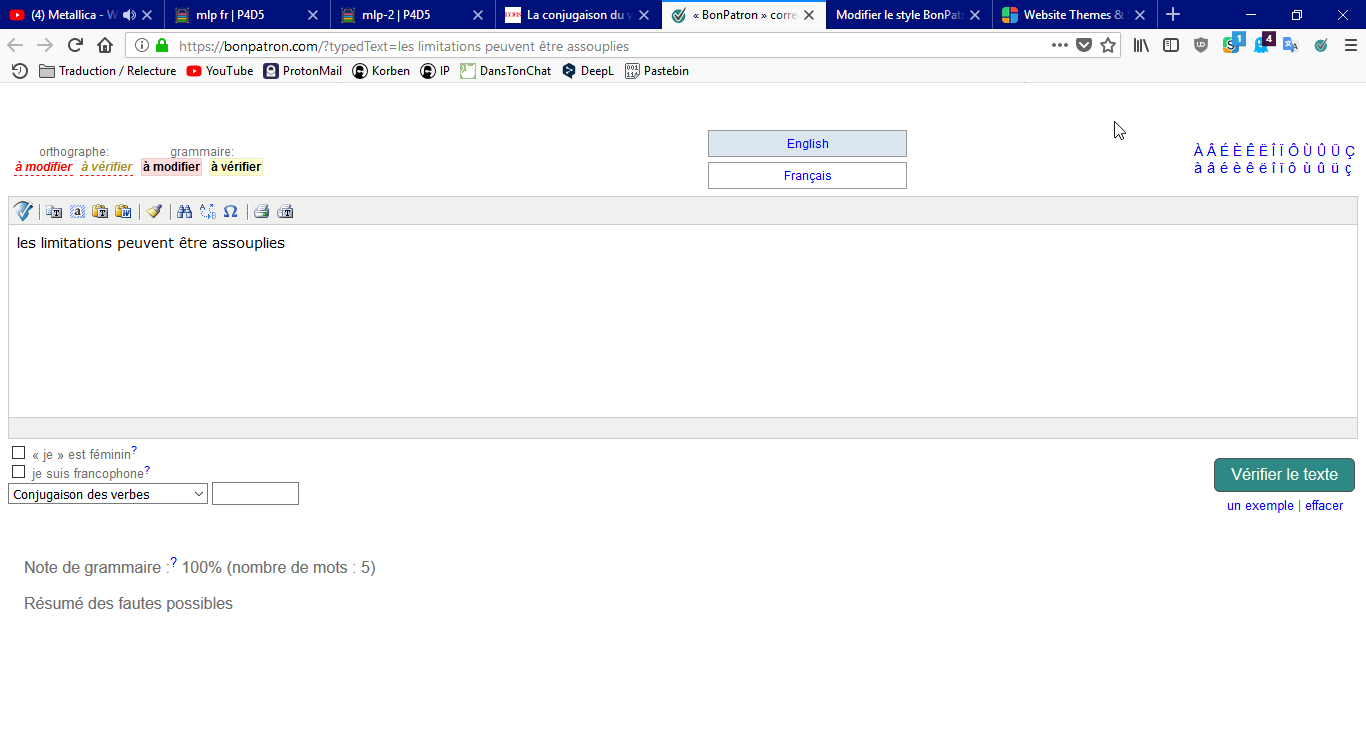 (4) Metallica - W
mlp fr | P4D5
mlp-2 | P4D5
La conjugaison du v
« BonPatron » corre
Modifier le style BonPat
Website Themes &
https://bonpatron.com/?typedText=les limitations peuvent être assouplies
1
4
Traduction / Relecture
YouTube
ProtonMail
Korben
IP
DansTonChat
DeepL
Pastebin
orthographe:
grammaire:
à modifier
à vérifier
à modifier
à vérifier
English
Français
À Â É È Ê Ë Î Ï Ô Ù Û Ü Ç
à â é è ê ë î ï ô ù û ü ç
les limitations peuvent être assouplies
« je » est féminin?
je suis francophone?
Conjugaison des verbes
Vérifier le texte
un exemple | effacer
Note de grammaire :? 100% (nombre de mots : 5)
Résumé des fautes possibles